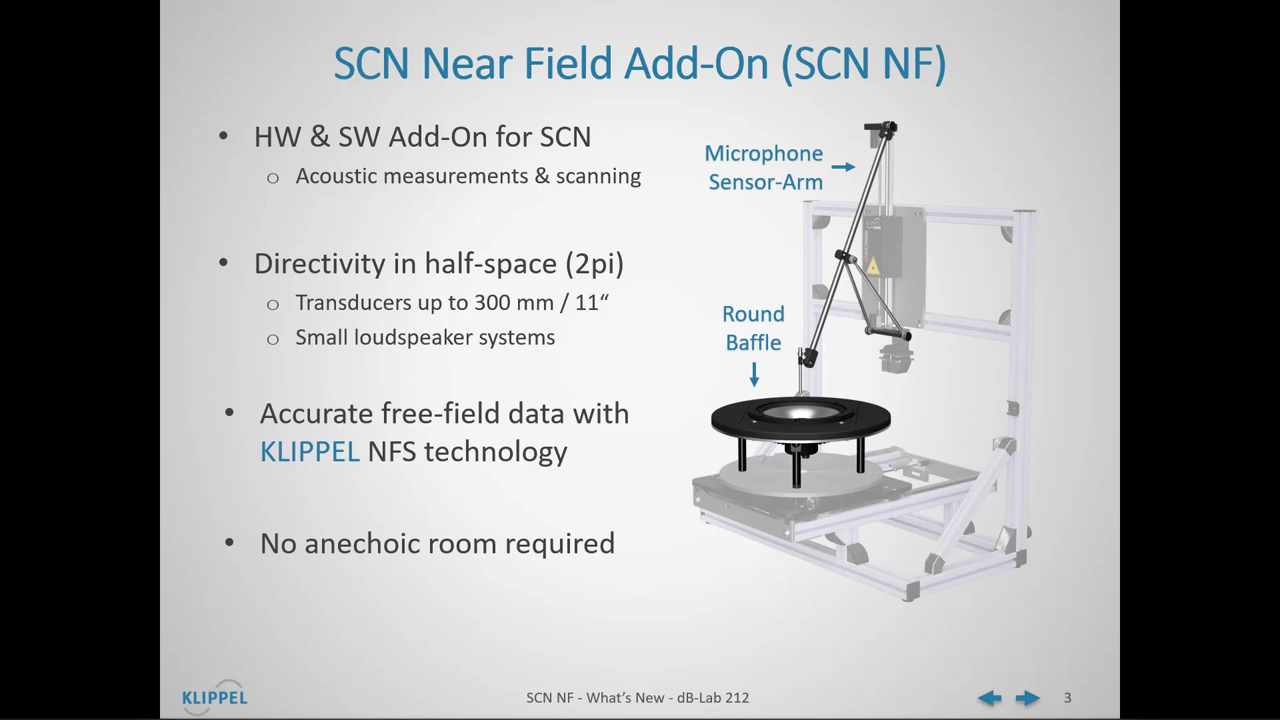 SCN Near Field Add-On (SCN NF)
• HW & SW Add-On for SCN
o Acoustic measurements & scanning
• Directivity in half-space (2pi)
o Transducers up to 300 mm / 11“
o Small loudspeaker systems
• Accurate free-field data with
KLIPPEL NFS technology
• No anechoic room required
Microphone
Sensor-Arm
Round
Baffle
KLIPPEL
SCN NF - What’s New - dB-Lab 212
3